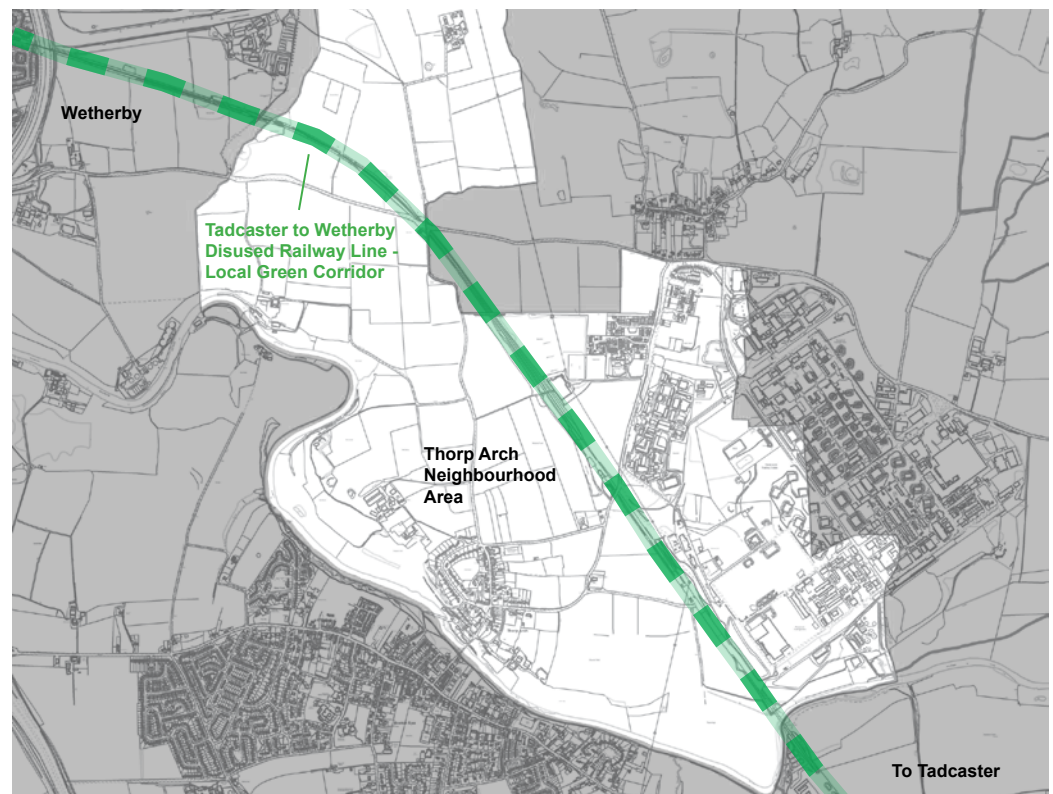 Wetherby
Tadcaster to Wetherby
Disused Railway Line -
Local Green Corridor
Thorp Arch
Neighbourhood
Area
To Tadcaster